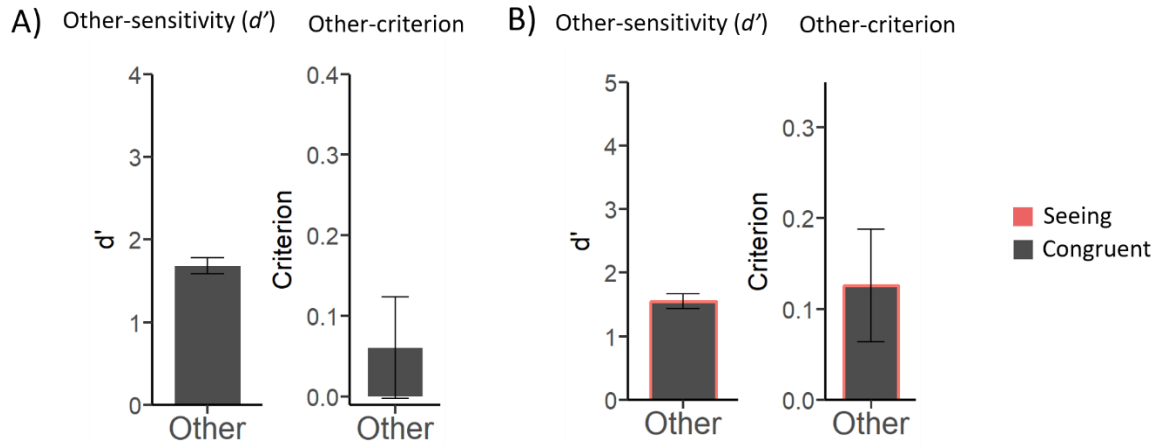 A) Other-sensitivity (d’) Other-criterion
d'
4
3
2
1
0
Other
Criterion
0.4
0.3
0.2
0.1
0.0
Other
B) Other-sensitivity (d’) Other-criterion
d'
5
4
3
2
1
0
Other
Criterion
0.3
0.2
0.1
0.0
Other
Seeing
Congruent